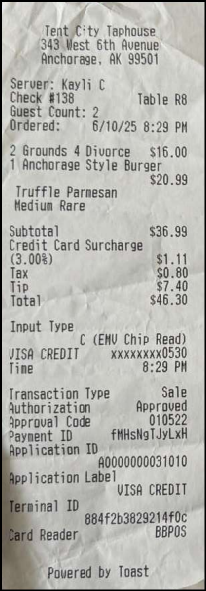 Tent City Taphouse
343 West 6th Avenue
Anchorage, AK 99501
Server: Kayli C
Check #138 Table R8
Guest Count: 2
Ordered: 6/10/25 8:29 PM
2 Grounds 4 Divorce $16.00
1 Anchorage Style Burger
$20.99
Truffle Parmesan
Medium Rare
Subtotal $36.99
Credit Card Surcharge
(3.00%) $1.11
Tax $0.80
Tip $7.40
Total $46.30
Input Type
C (EMV Chip Read)
VISA CREDIT xxxxxxxx0530
Time 8:29 PM
Transaction Type Sale
Authorization Approved
Approval Code 010522
Payment ID fMHsNgTJyLxH
Application ID
A0000000031010
Application Label
VISA CREDIT
Terminal ID
884f2b3829214f0c
Card Reader BBPOS
Powered by Toast